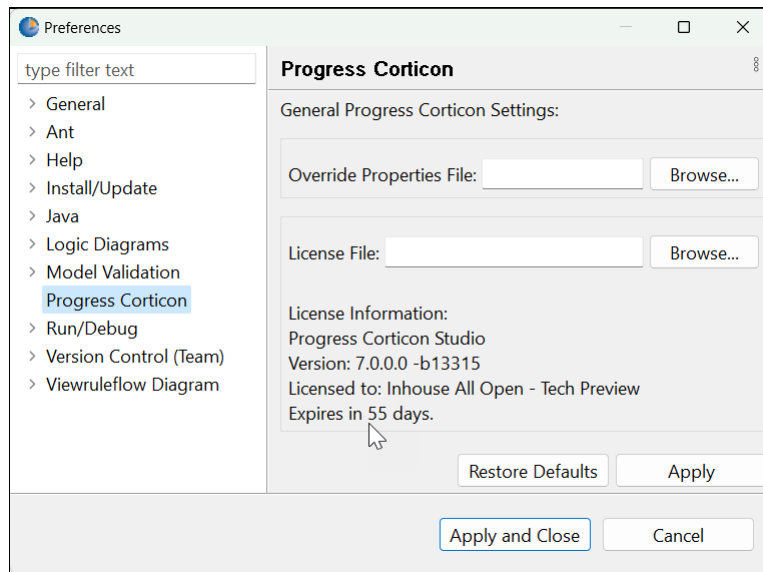 Preferences
type filter text
General
Ant
Help
Install/Update
Java
Logic Diagrams
Model Validation
Progress Corticon
Run/Debug
Version Control (Team)
Viewruleflow Diagram
Progress Corticon
General Progress Corticon Settings:
Override Properties File:
Browse...
License File:
Browse...
License Information:
Progress Corticon Studio
Version: 7.0.0.0 -b13315
Licensed to: Inhouse All Open - Tech Preview
Expires in 55 days.
Restore Defaults
Apply
Apply and Close
Cancel